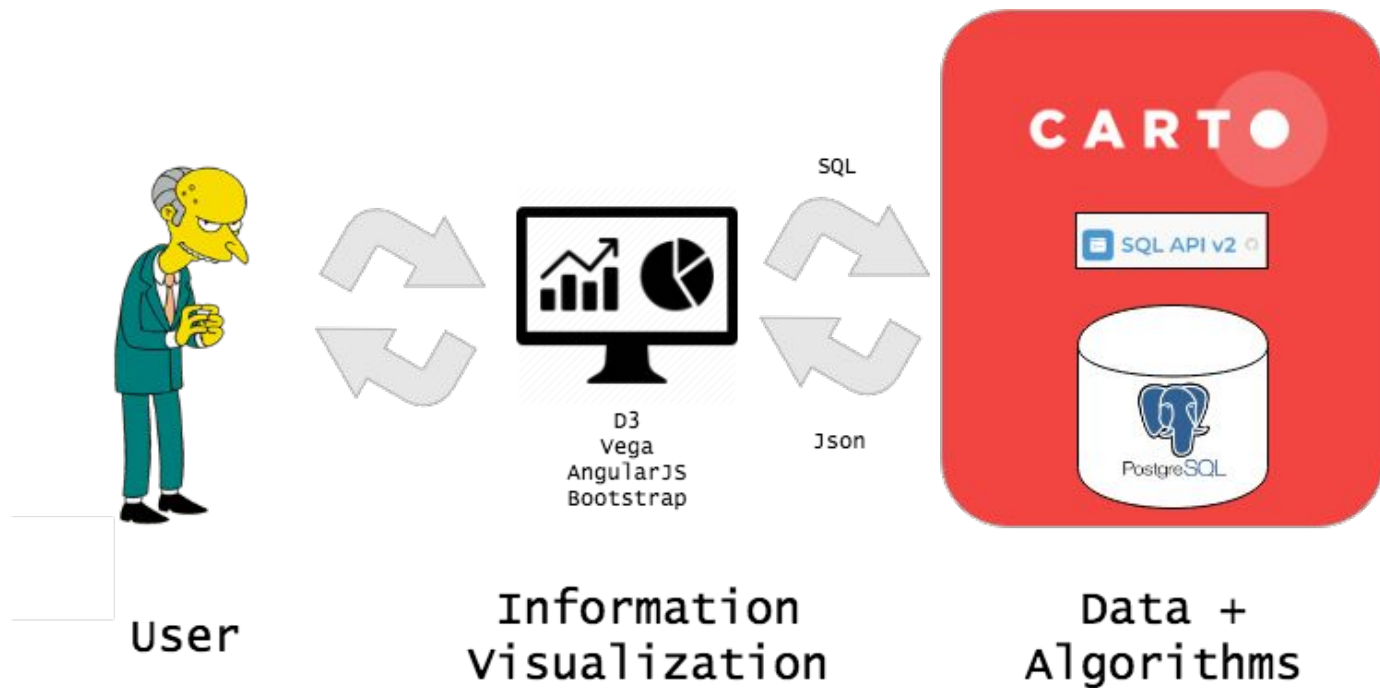 User
D3
Vega
AngularJS
Bootstrap
Information
Visualization
SQL
Json
CARTO
SQL API v2
PostgreSQL
Data +
Algorithms